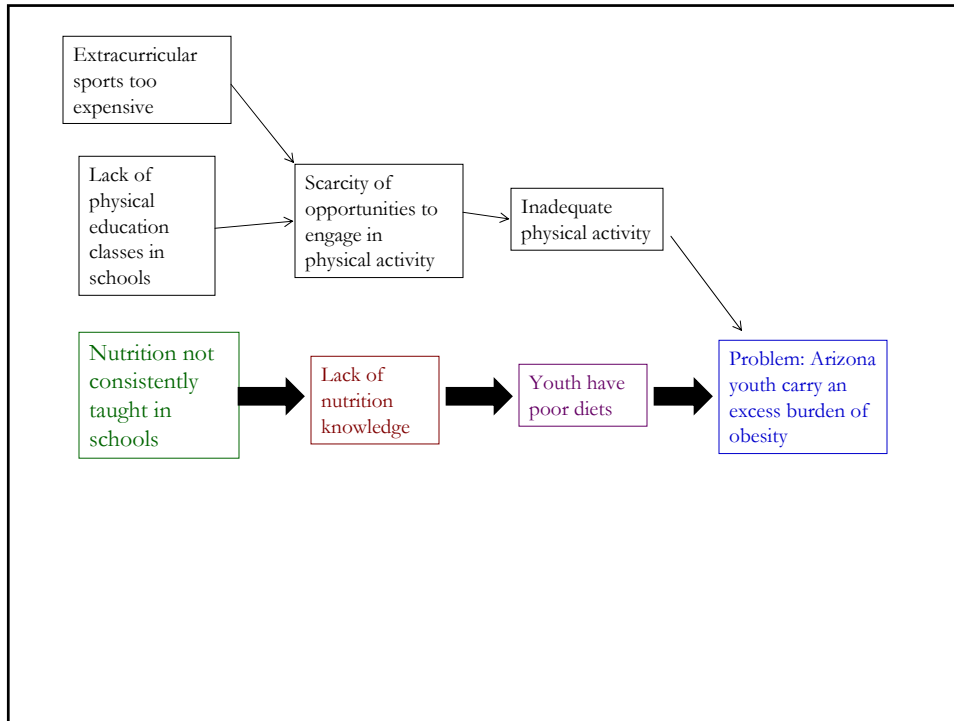 Extracurricular
sports too
expensive
Lack of
physical
education
classes in
schools
Scarcity of
opportunities to
engage in
physical activity
Inadequate
physical activity
Nutrition not
consistently
taught in
schools
Lack of
nutrition
knowledge
Youth have
poor diets
Problem: Arizona
youth carry an
excess burden of
obesity